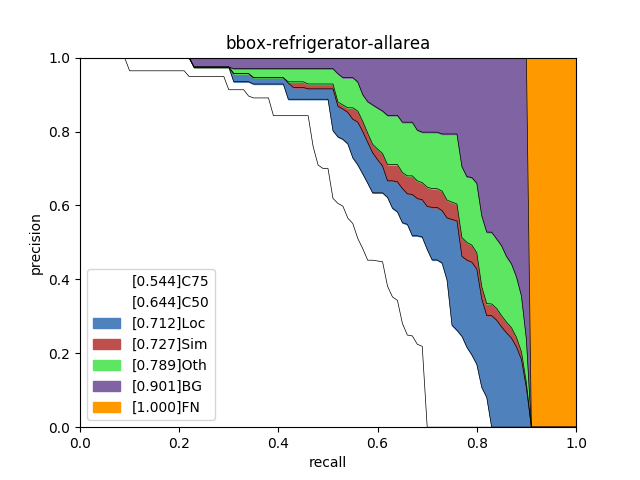 bbox-refrigerator-allarea
1.0
0.8
0.6
0.4
0.2
0.0
precision
[0.544]C75
[0.644]C50
[0.712]Loc
[0.727]Sim
[0.789]Oth
[0.901]BG
[1.000]FN
0.0 0.2 0.4 0.6 0.8 1.0
recall